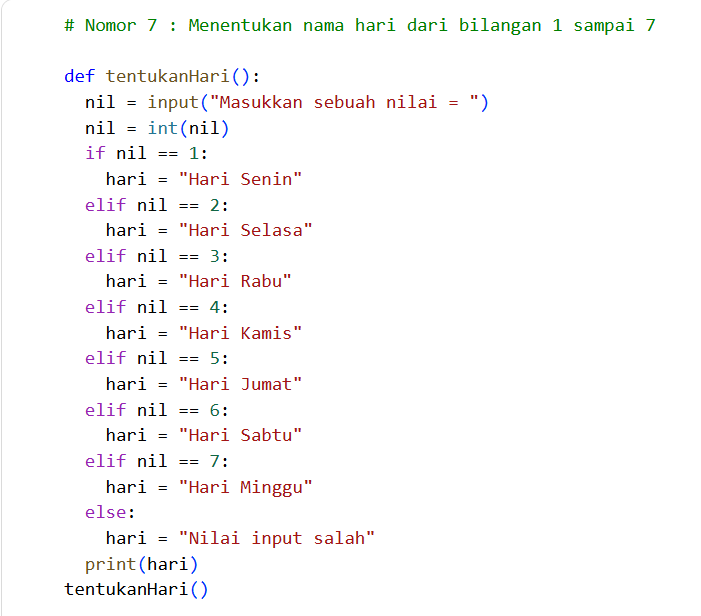 # Nomor 7 : Menentukan nama hari dari bilangan 1 sampai 7
def tentukanHari():
  nil = input("Masukkan sebuah nilai = ")
  nil = int(nil)
  if nil == 1:
    hari = "Hari Senin"
  elif nil == 2:
    hari = "Hari Selasa"
  elif nil == 3:
    hari = "Hari Rabu"
  elif nil == 4:
    hari = "Hari Kamis"
  elif nil == 5:
    hari = "Hari Jumat"
  elif nil == 6:
    hari = "Hari Sabtu"
  elif nil == 7:
    hari = "Hari Minggu"
  else:
    hari = "Nilai input salah"
  print(hari)
tentukanHari()